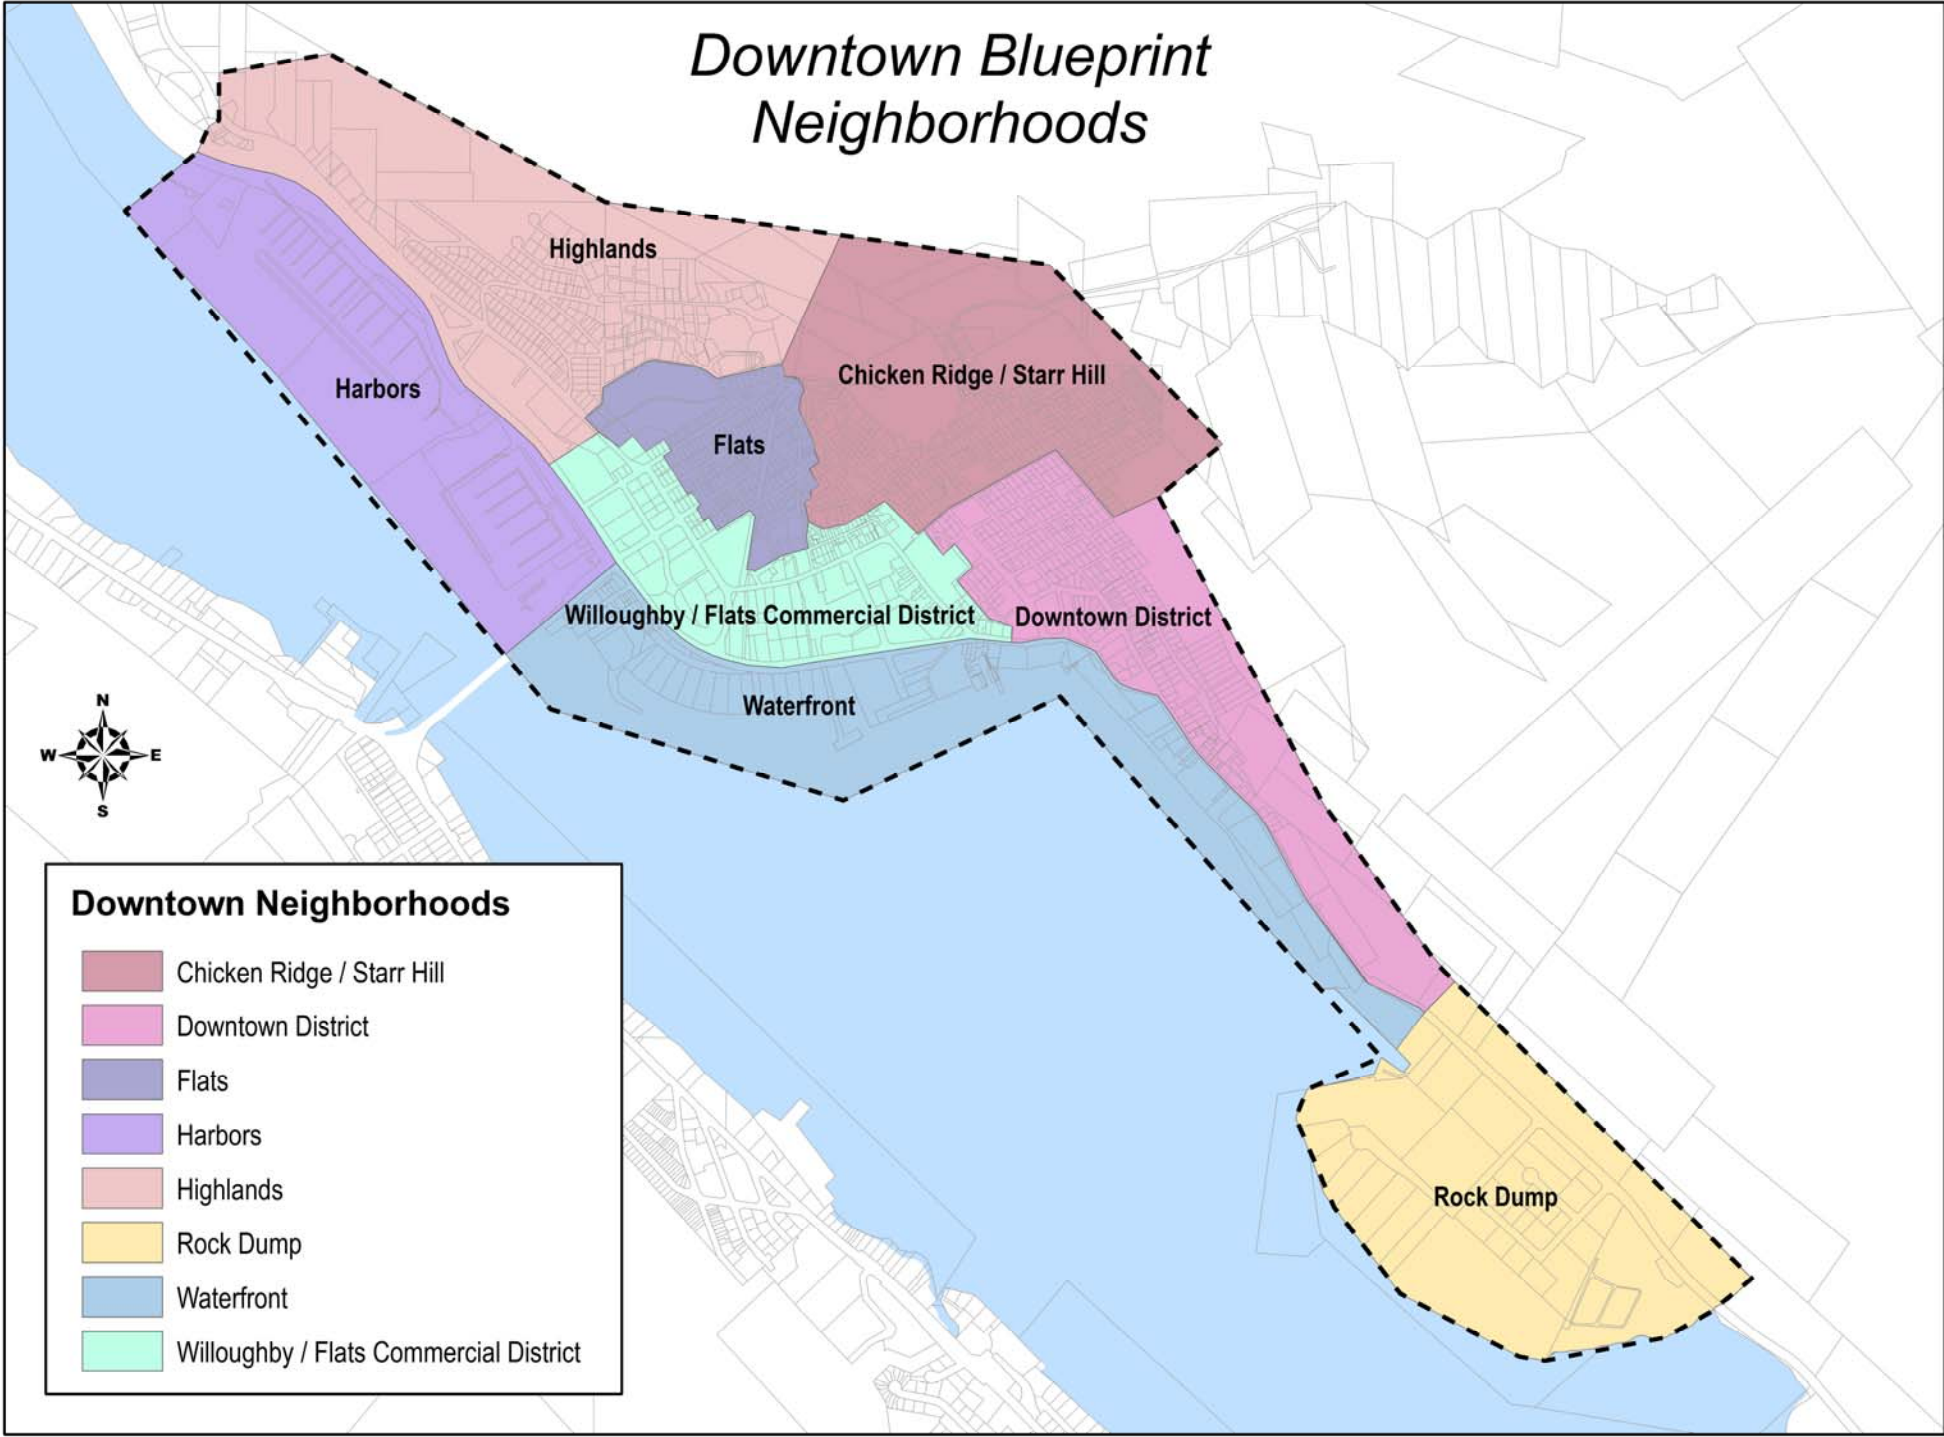 Downtown Blueprint
Neighborhoods
Highlands
Chicken Ridge / Starr Hill
Harbors
Flats
Willoughby / Flats Commercial District
Downtown District
Waterfront
N
W
E
S
Rock Dump
Downtown Neighborhoods
Chicken Ridge / Starr Hill
Downtown District
Flats
Harbors
Highlands
Rock Dump
Waterfront
Willoughby / Flats Commercial District